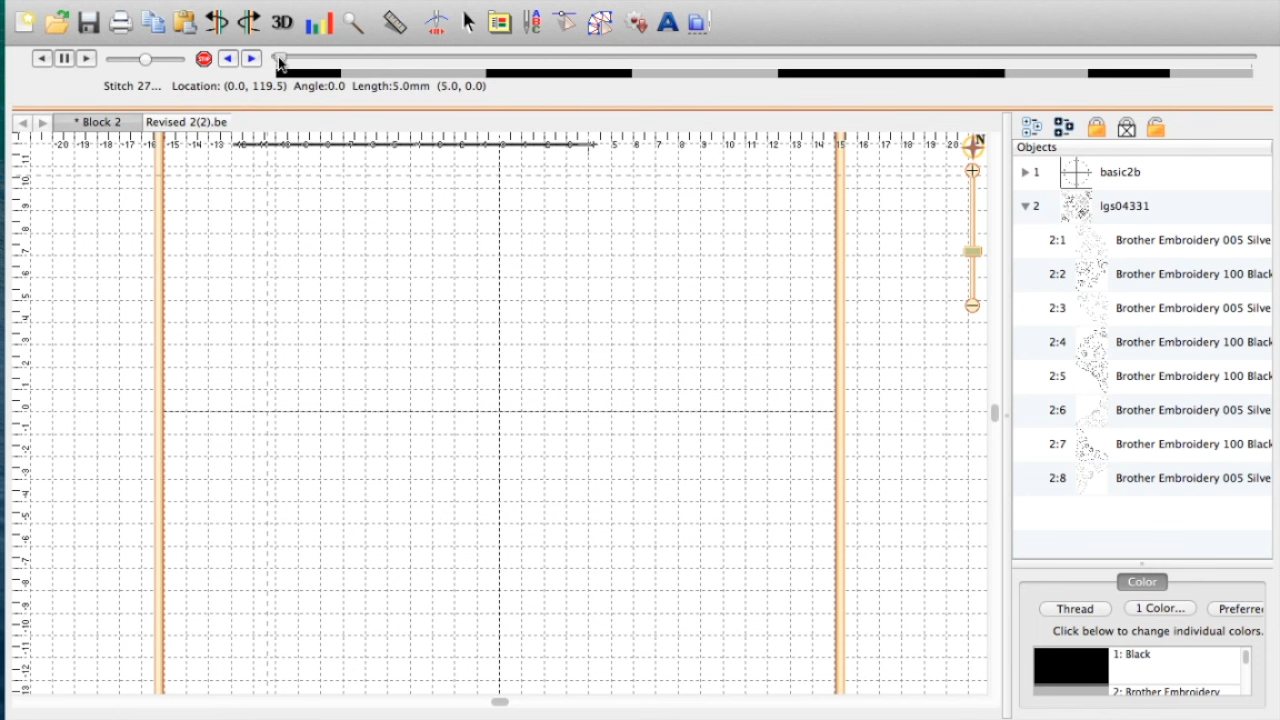 3D
STOP
A
B
C
A
Stitch 27... Location: (0.0, 119.5) Angle:0.0 Length:5.0mm (5.0, 0.0)
* Block 2
Revised 2(2).be
N
Objects
1 basic2b
2 lgs04331
2:1 Brother Embroidery 005 Silve
2:2 Brother Embroidery 100 Black
2:3 Brother Embroidery 005 Silve
2:4 Brother Embroidery 100 Black
2:5 Brother Embroidery 100 Black
2:6 Brother Embroidery 005 Silve
2:7 Brother Embroidery 100 Black
2:8 Brother Embroidery 005 Silve
Color
Thread 1 Color... Preferre
Click below to change individual colors.
1: Black
2: Brother Embroidery